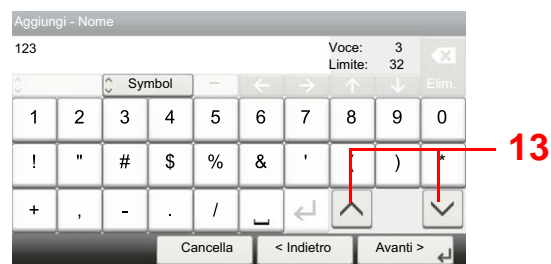 Aggiungi - Nome
123 Voce: 3
Limite: 32
Symbol Elim.
1 2 3 4 5 6 7 8 9 0
! " # $ % & ' ( ) *
+ , - . /
Cancella < Indietro Avanti >
13